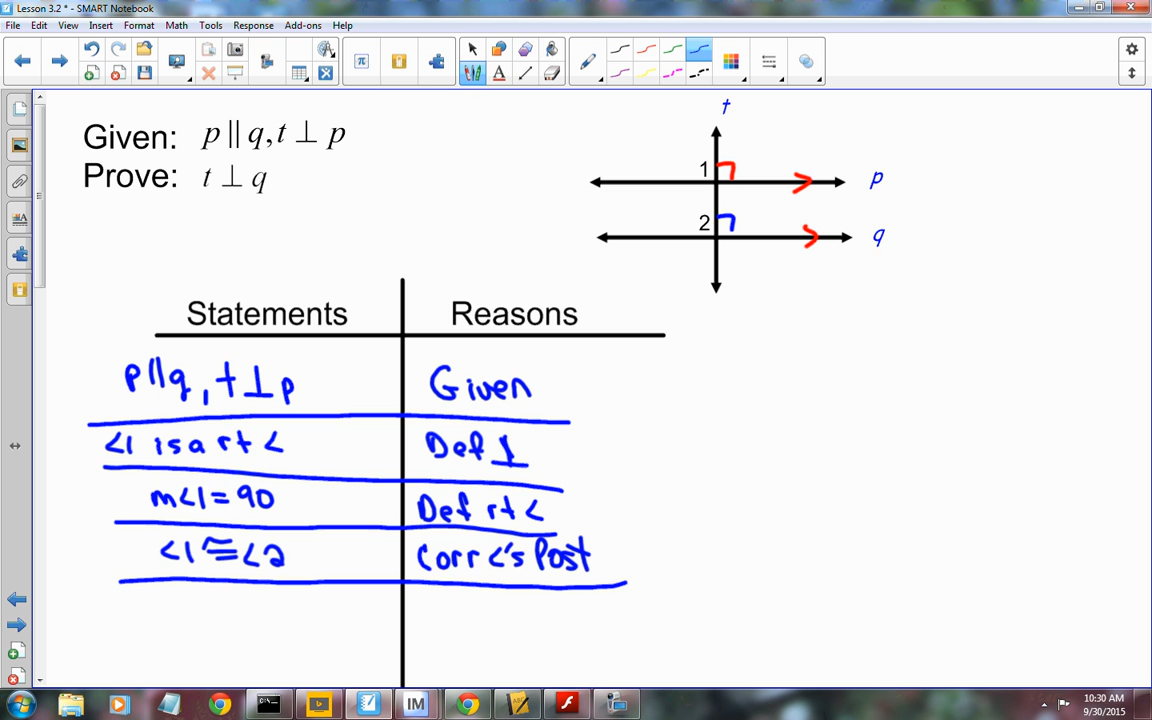 Lesson 3.2 * - SMART Notebook
File Edit View Insert Format Math Tools Response Add-ons Help
Given: p || q, t ⊥ p
Prove: t ⊥ q
t
1
p
2
q
Statements Reasons
p||q, t⊥p Given
<1 is a rt < Def ⊥
m<1=90 Def rt <
<1≅<2 Corr <'s Post
IM
10:30 AM
9/30/2015